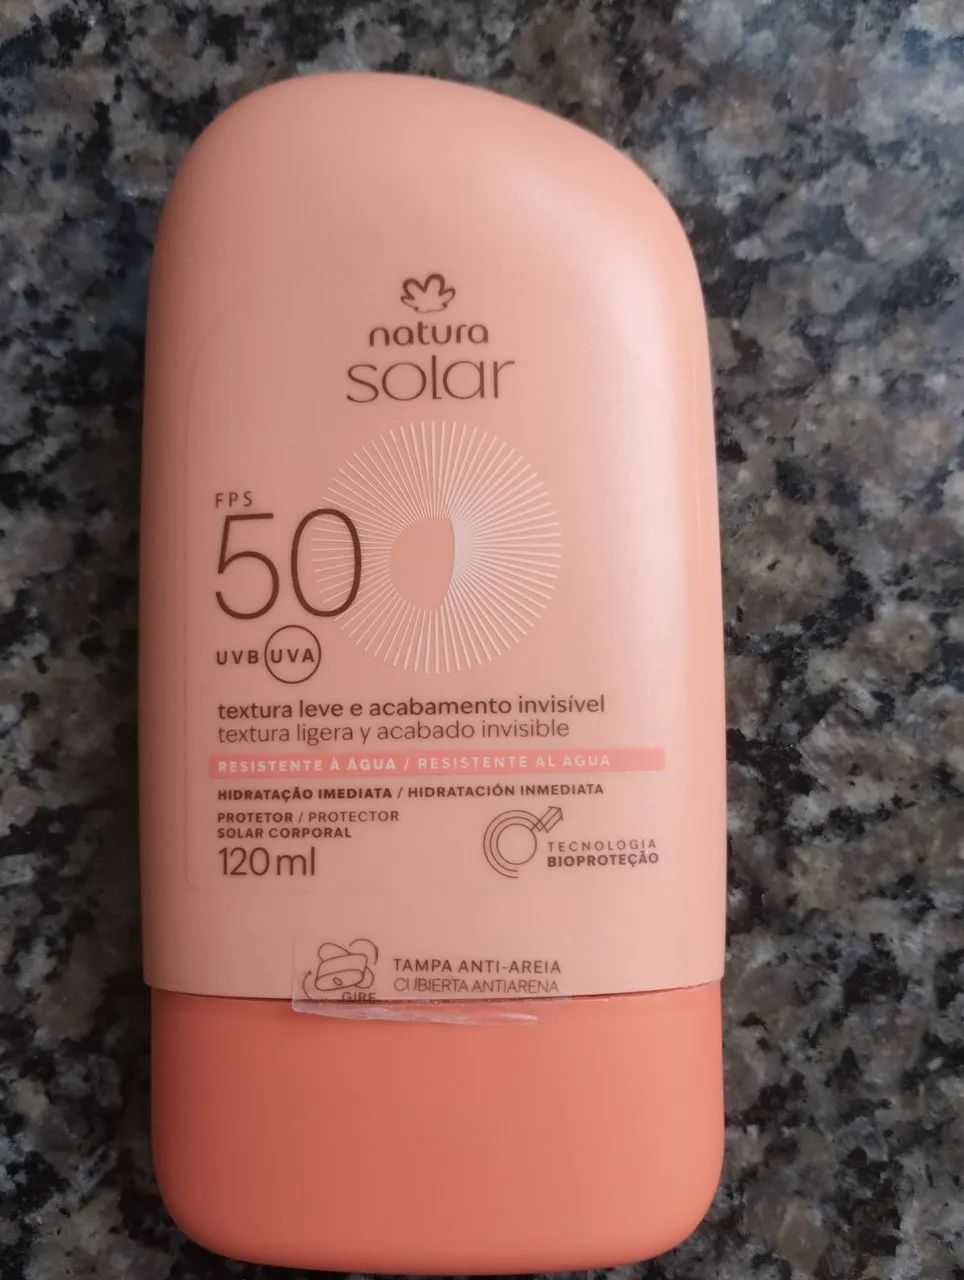 natura
solar
FPS
50
UVB UVA
textura leve e acabamento invisível
textura ligera y acabado invisible
RESISTENTE À ÁGUA / RESISTENTE AL AGUA
HIDRATAÇÃO IMEDIATA / HIDRATACIÓN INMEDIATA
PROTETOR / PROTECTOR
SOLAR CORPORAL
120 ml
TECNOLOGIA
BIOPROTEÇÃO
TAMPA ANTI-AREIA
CUBIERTA ANTIARENA
GIRE